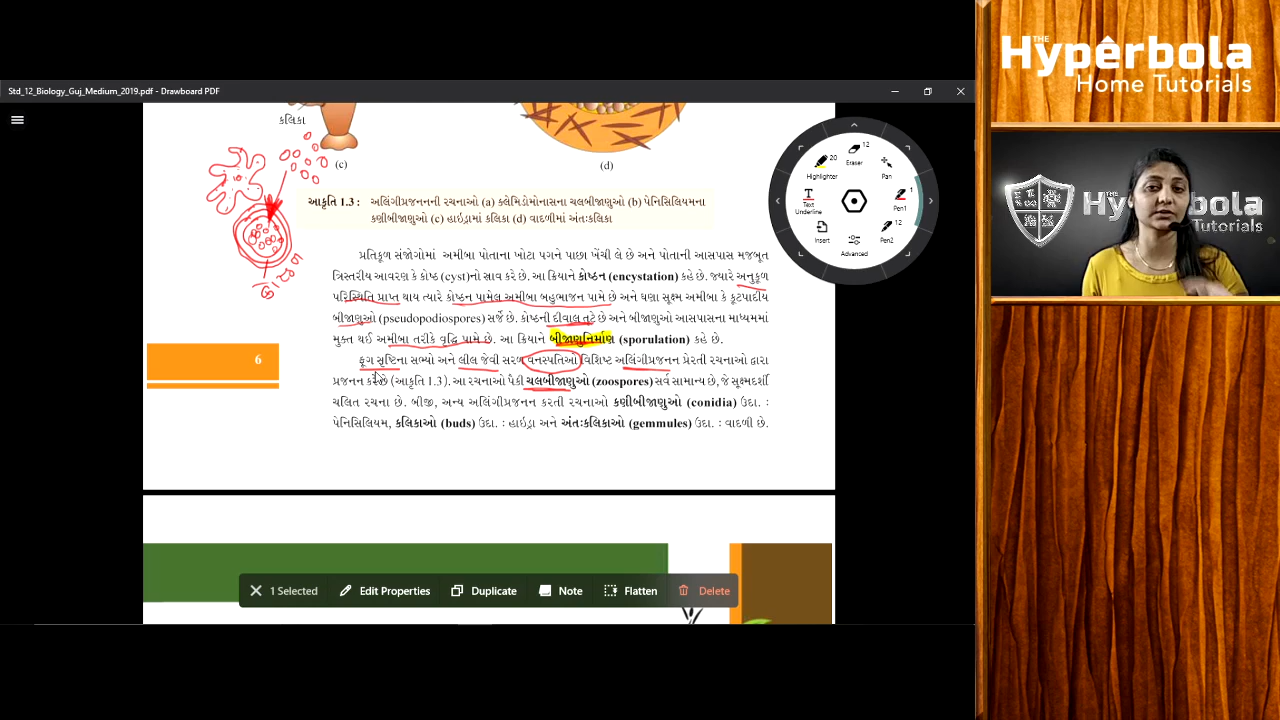 THE
Hypêrbola
Home Tutorials
Std_12_Biology_Guj_Medium_2019.pdf - Drawboard PDF
કલિકા
(c)
(d)
આકૃતિ 1.3 : અલિંગીપ્રજનનની રચનાઓ (a) ક્લેમિડોમોનાસના ચલબીજાણુઓ (b) પેનિસિલિયમના
કણીબીજાણુઓ (c) હાઇડ્રામાં કલિકા (d) વાદળીમાં અંતઃકલિકા
પ્રતિકૂળ સંજોગોમાં અમીબા પોતાના ખોટા પગને પાછા ખેંચી લે છે અને પોતાની આસપાસ મજબૂત
ત્રિસ્તરીય આવરણ કે કોષ્ઠ (cyst)નો સ્રાવ કરે છે. આ ક્રિયાને કોષ્ઠન (encystation) કહે છે. જ્યારે અનુકૂળ
પરિસ્થિતિ પ્રાપ્ત થાય ત્યારે કોષ્ઠન પામેલ અમીબા બહુભાજન પામે છે અને ઘણા સૂક્ષ્મ અમીબા કે કૂટપાદીય
બીજાણુઓ (pseudopodiospores) સર્જે છે. કોષ્ઠની દીવાલ તૂટે છે અને બીજાણુઓ આસપાસના માધ્યમમાં
મુક્ત થઈ અમીબા તરીકે વૃદ્ધિ પામે છે. આ ક્રિયાને બીજાણુનિર્માણ (sporulation) કહે છે.
ફૂગ સૃષ્ટિના સભ્યો અને લીલ જેવી સરળ વનસ્પતિઓ વિશિષ્ટ અલિંગીપ્રજનન પ્રેરતી રચનાઓ દ્વારા
પ્રજનન કરે છે (આકૃતિ 1.3). આ રચનાઓ પૈકી ચલબીજાણુઓ (zoospores) સર્વ સામાન્ય છે, જે સૂક્ષ્મદર્શી
ચલિત રચના છે. બીજી, અન્ય અલિંગીપ્રજનન કરતી રચનાઓ કણીબીજાણુઓ (conidia) ઉદા. :
પેનિસિલિયમ, કલિકાઓ (buds) ઉદા. : હાઇડ્રા અને અંતઃકલિકાઓ (gemmules) ઉદા. : વાદળી છે.
6
20
Highlighter
12
Eraser
Pan
Text
Underline
1
Pen1
Insert
12
Pen2
Advanced
1 Selected
Edit Properties
Duplicate
Note
Flatten
Delete